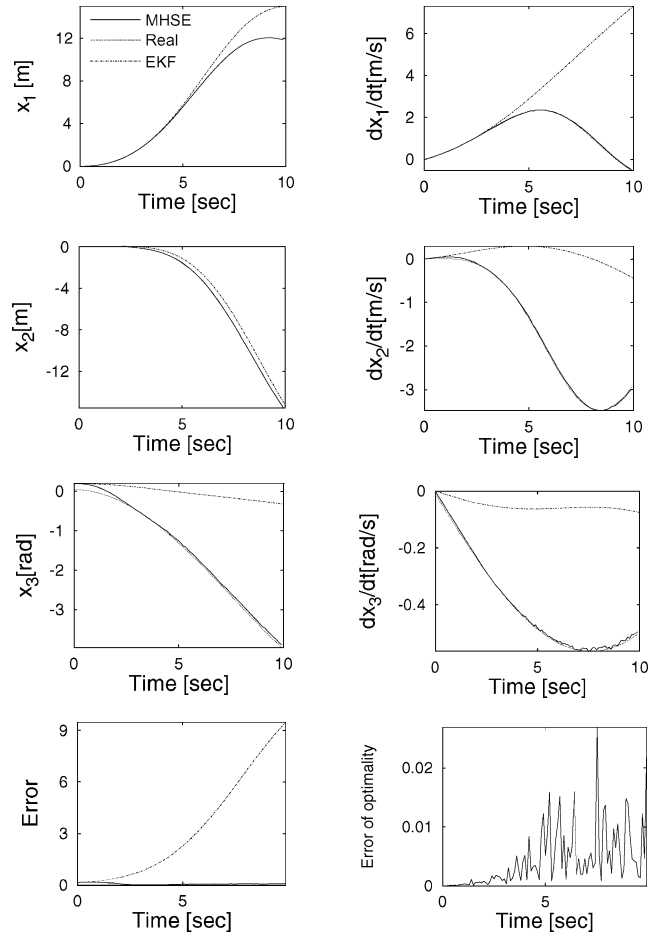 MHSE
Real
EKF
x1 [m]
12
8
4
0
0
5
10
Time [sec]
dx1/dt[m/s]
6
4
2
0
0
5
10
Time [sec]
x2[m]
0
-4
-8
-12
0
5
10
Time [sec]
dx2/dt[m/s]
0
-1
-2
-3
0
5
10
Time [sec]
x3[rad]
0
-1
-2
-3
0
5
10
Time [sec]
dx3/dt[rad/s]
0
-0.2
-0.4
0
5
10
Time [sec]
Error
9
6
3
0
5
Time [sec]
Error of optimality
0.02
0.01
0
5
Time [sec]